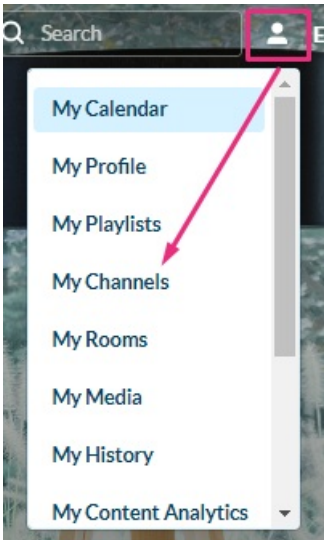 Search
My Calendar
My Profile
My Playlists
My Channels
My Rooms
My Media
My History
My Content Analytics